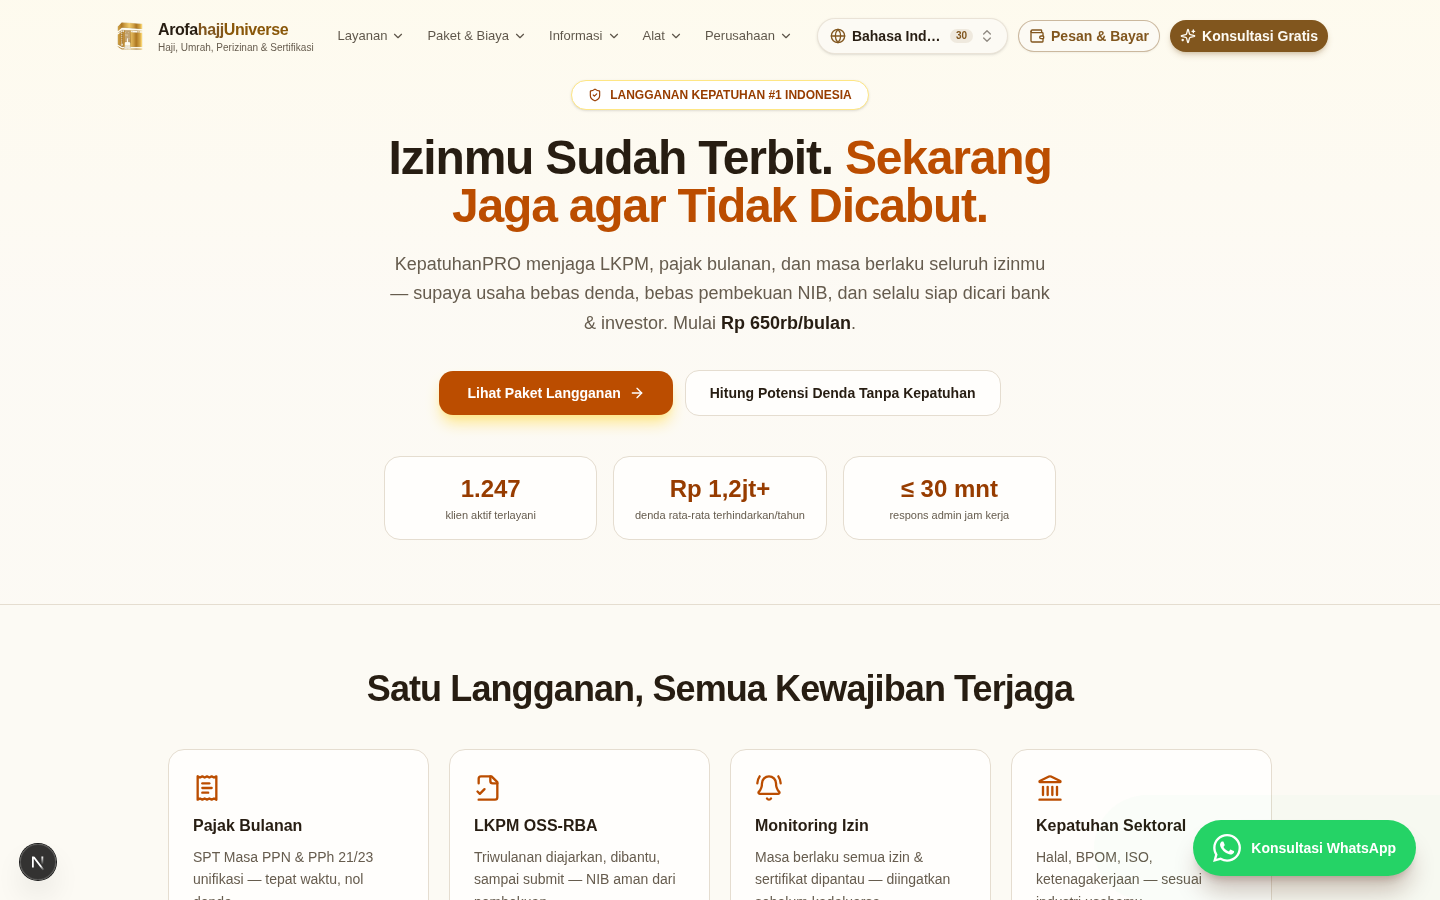 ArofahajjUniverse
Haji, Umrah, Perizinan & Sertifikasi
Layanan
Paket & Biaya
Informasi
Alat
Perusahaan
Bahasa Ind... 30
Pesan & Bayar
Konsultasi Gratis
LANGGANAN KEPATUHAN #1 INDONESIA
Izinmu Sudah Terbit. Sekarang
Jaga agar Tidak Dicabut.
KepatuhanPRO menjaga LKPM, pajak bulanan, dan masa berlaku seluruh izinmu
— supaya usaha bebas denda, bebas pembekuan NIB, dan selalu siap dicari bank
& investor. Mulai Rp 650rb/bulan.
Lihat Paket Langganan
Hitung Potensi Denda Tanpa Kepatuhan
1.247
klien aktif terlayani
Rp 1,2jt+
denda rata-rata terhindarkan/tahun
≤ 30 mnt
respons admin jam kerja
Satu Langganan, Semua Kewajiban Terjaga
Pajak Bulanan
SPT Masa PPN & PPh 21/23
unifikasi — tepat waktu, nol
LKPM OSS-RBA
Triwulanan diajarkan, dibantu,
sampai submit — NIB aman dari
Monitoring Izin
Masa berlaku semua izin &
sertifikat dipantau — diingatkan
Kepatuhan Sektoral
Halal, BPOM, ISO,
ketenagakerjaan — sesuai
Konsultasi WhatsApp
N